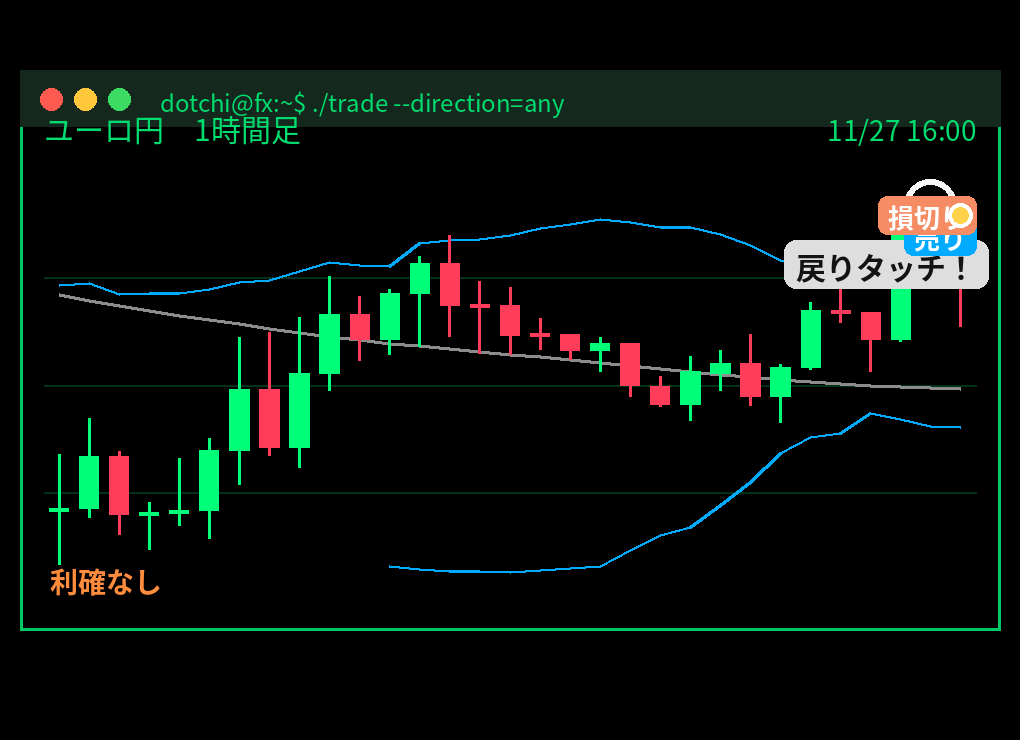 dotchi@fx:~$ ./trade --direction=any
ユーロ円 1時間足
11/27 16:00
損切り
売り
戻りタッチ！
利確なし